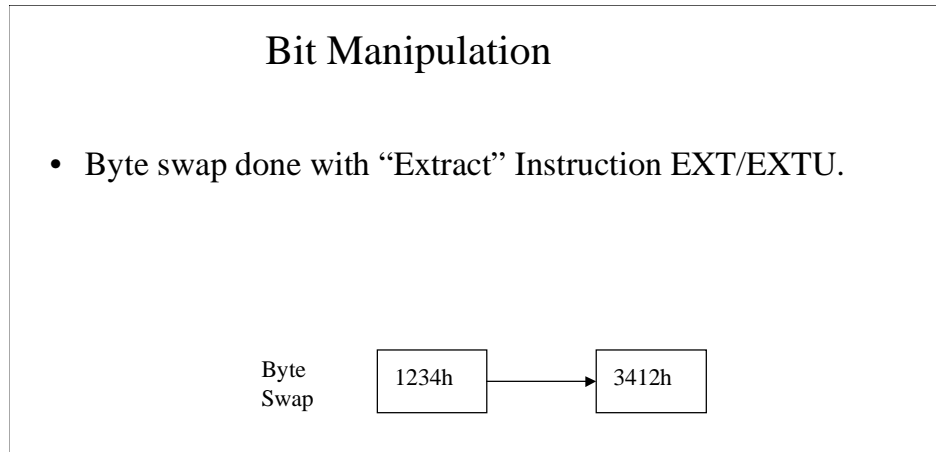 Bit Manipulation
• Byte swap done with “Extract” Instruction EXT/EXTU.
Byte
Swap
1234h
3412h